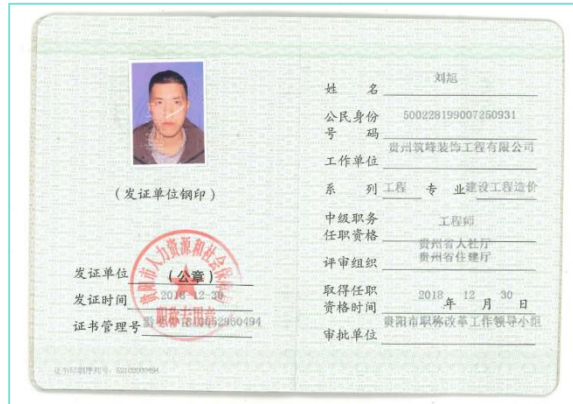 (发证单位钢印)
发证单位 (公章)
发证时间 2018-12-30
证书管理号
姓 名 刘旭
公民身份号 码 500228199007250931
工作单位 贵州筑峰装饰工程有限公司
系 列 工程 专 业 建设工程造价
中级职务
任职资格 工程师
评审组织 贵州省人社厅
贵州省住建厅
取得任职
资格时间 2018 年 12 月 30 日
审批单位 贵阳市职称改革工作领导小组